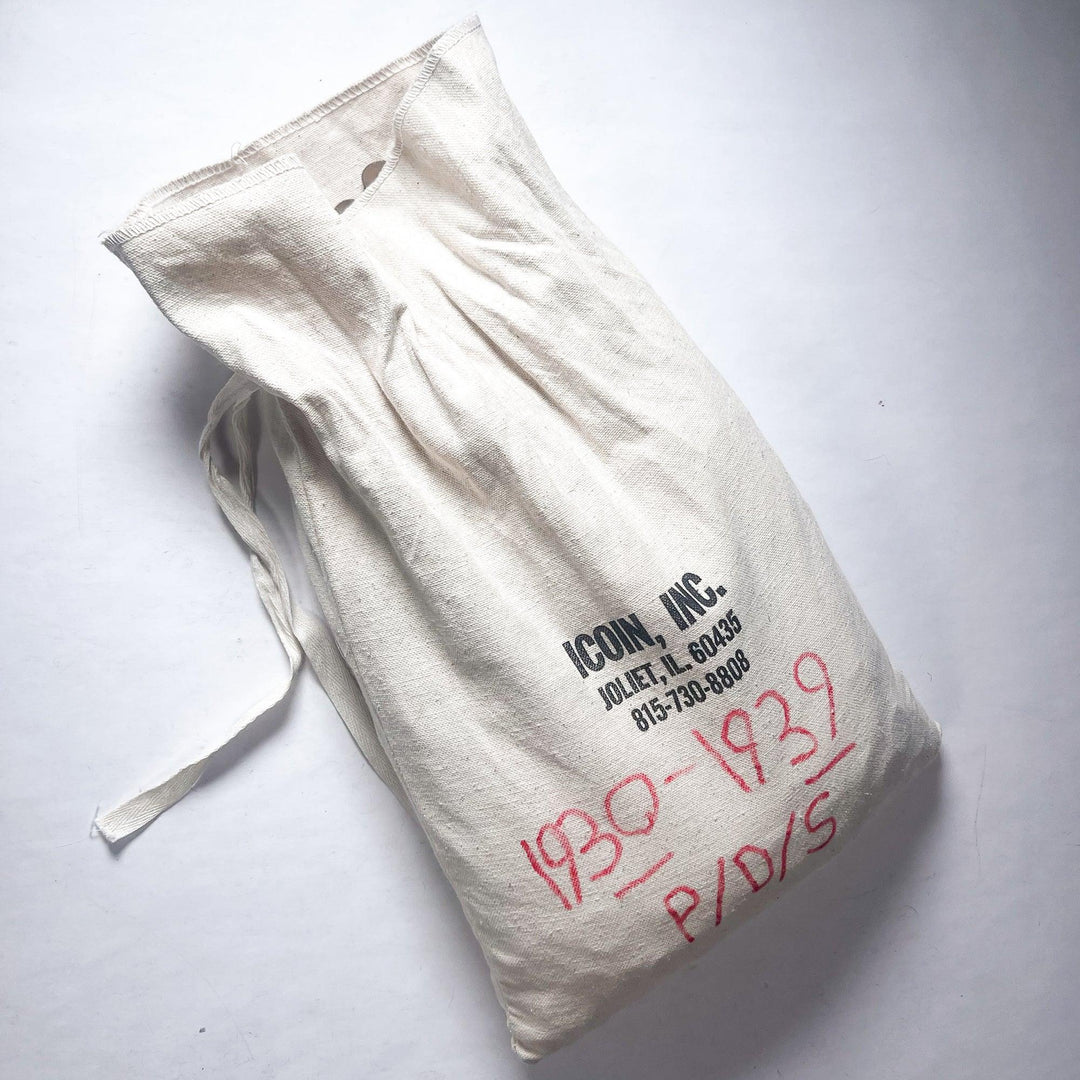 ICOIN, INC.
JOLIET, IL. 60435
815-730-8808
1930-1939
P/D/S